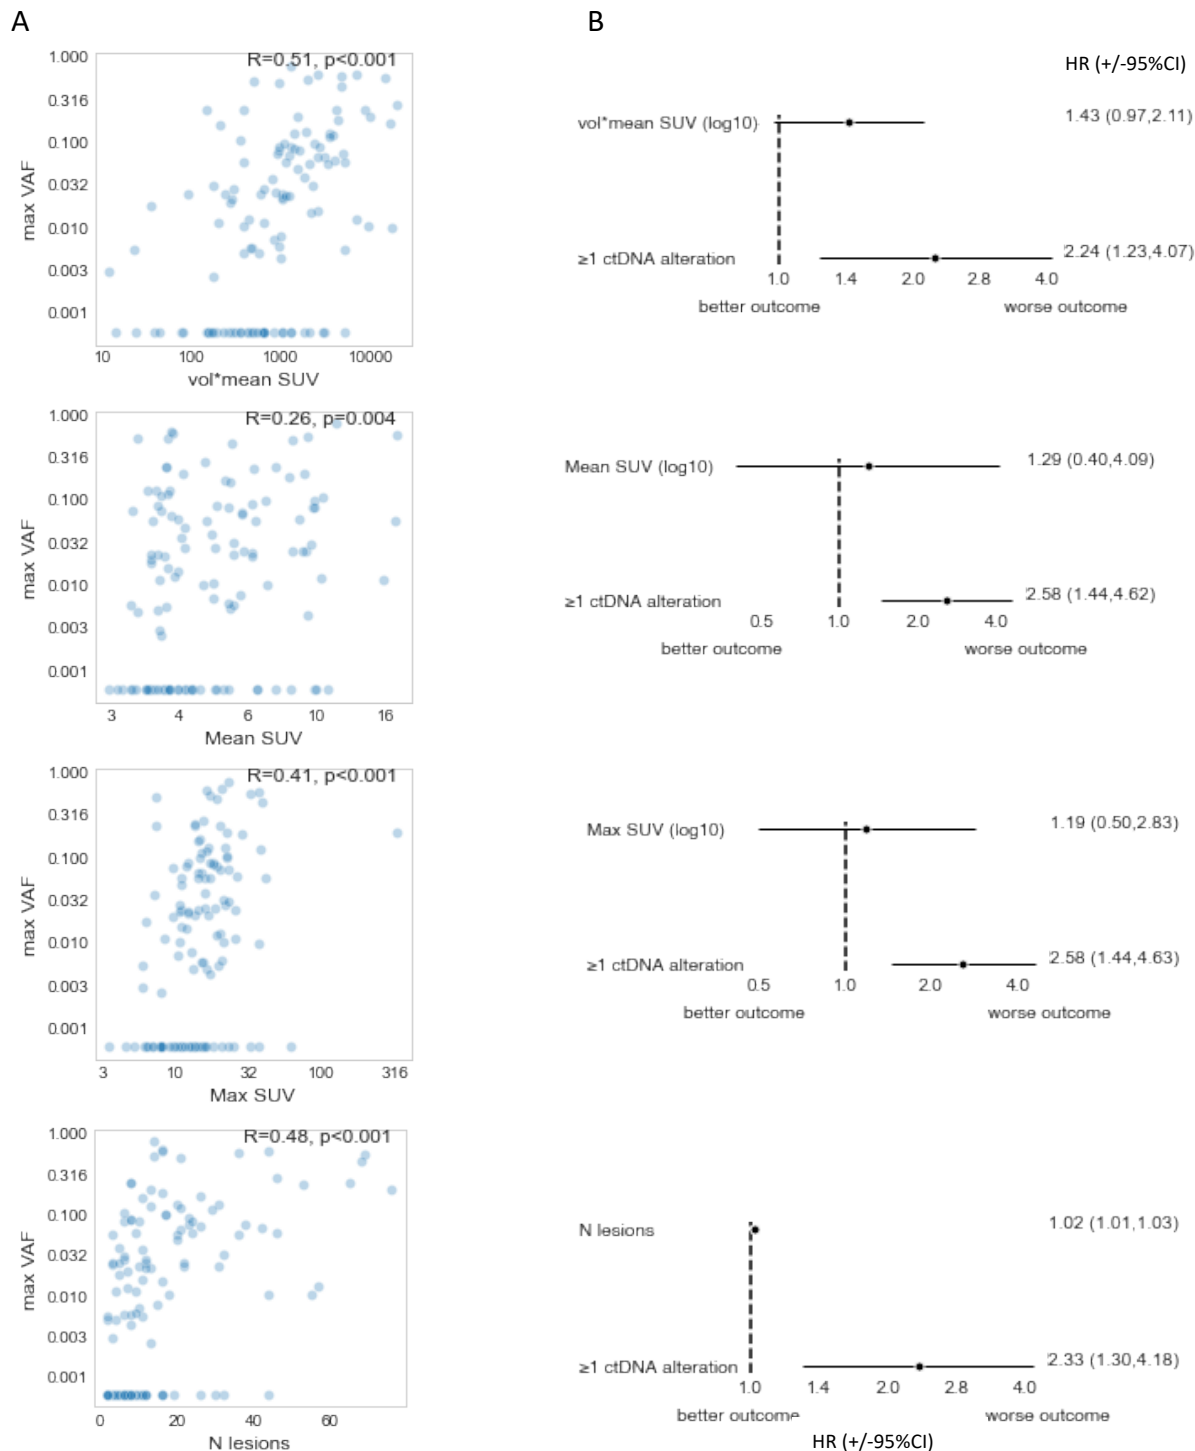 A
B
R=0.51, p<0.001
1.000
0.316
0.100
0.032
0.010
0.003
0.001
max VAF
10
100
1000
10000
vol*mean SUV
HR (+/-95%CI)
vol*mean SUV (log10)
1.43 (0.97,2.11)
≥1 ctDNA alteration
2.24 (1.23,4.07)
1.0
1.4
2.0
2.8
4.0
better outcome
worse outcome
R=0.26, p=0.004
1.000
0.316
0.100
0.032
0.010
0.003
0.001
max VAF
3
4
6
10
16
Mean SUV
Mean SUV (log10)
1.29 (0.40,4.09)
≥1 ctDNA alteration
2.58 (1.44,4.62)
0.5
1.0
2.0
4.0
better outcome
worse outcome
R=0.41, p<0.001
1.000
0.316
0.100
0.032
0.010
0.003
0.001
max VAF
3
10
32
100
316
Max SUV
Max SUV (log10)
1.19 (0.50,2.83)
≥1 ctDNA alteration
2.58 (1.44,4.63)
0.5
1.0
2.0
4.0
better outcome
worse outcome
R=0.48, p<0.001
1.000
0.316
0.100
0.032
0.010
0.003
0.001
max VAF
0
20
40
60
N lesions
N lesions
1.02 (1.01,1.03)
≥1 ctDNA alteration
2.33 (1.30,4.18)
1.0
1.4
2.0
2.8
4.0
better outcome
worse outcome
HR (+/-95%CI)